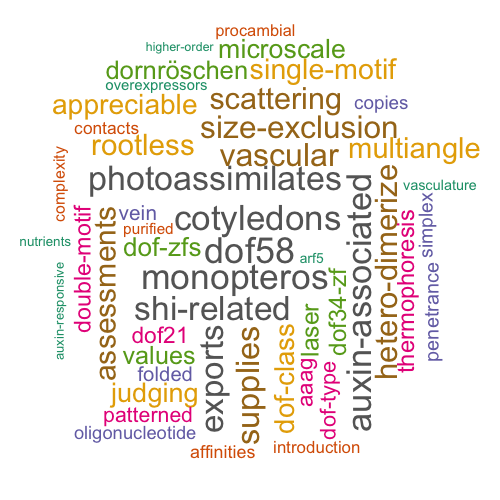 procambial
higher-order
microscale
dornröschen
single-motif
overexpressors
scattering
copies
appreciable
contacts
size-exclusion
rootless
vascular
multiangle
complexity
photoassimilates
vasculature
vein
cotyledons
purified
double-motif
assessments
auxin-associated
hetero-dimerize
thermophoresis
simplex
nutrients
dof-zfs
dof58
arf5
auxin-responsive
monopteros
dof34-zf
penetrance
shi-related
dof21
exports
supplies
dof-class
laser
aaag
dof-type
values
folded
judging
patterned
oligonucleotide
affinities
introduction